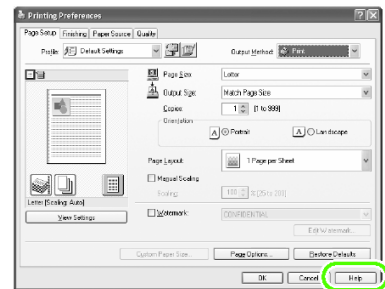 Printing Preferences
Page Setup Finishing Paper Source Quality
Profile: Default Settings Output Method: Print
Page Size: Letter
Output Size: Match Page Size
Copies: 1 [1 to 999]
Orientation
A Portrait A Landscape
Page Layout: 1 Page per Sheet
Manual Scaling
Scaling: 100 % [25 to 200]
Letter [Scaling: Auto]
View Settings
Watermark: CONFIDENTIAL
Edit Watermark...
Custom Paper Size... Page Options... Restore Defaults
OK Cancel Help